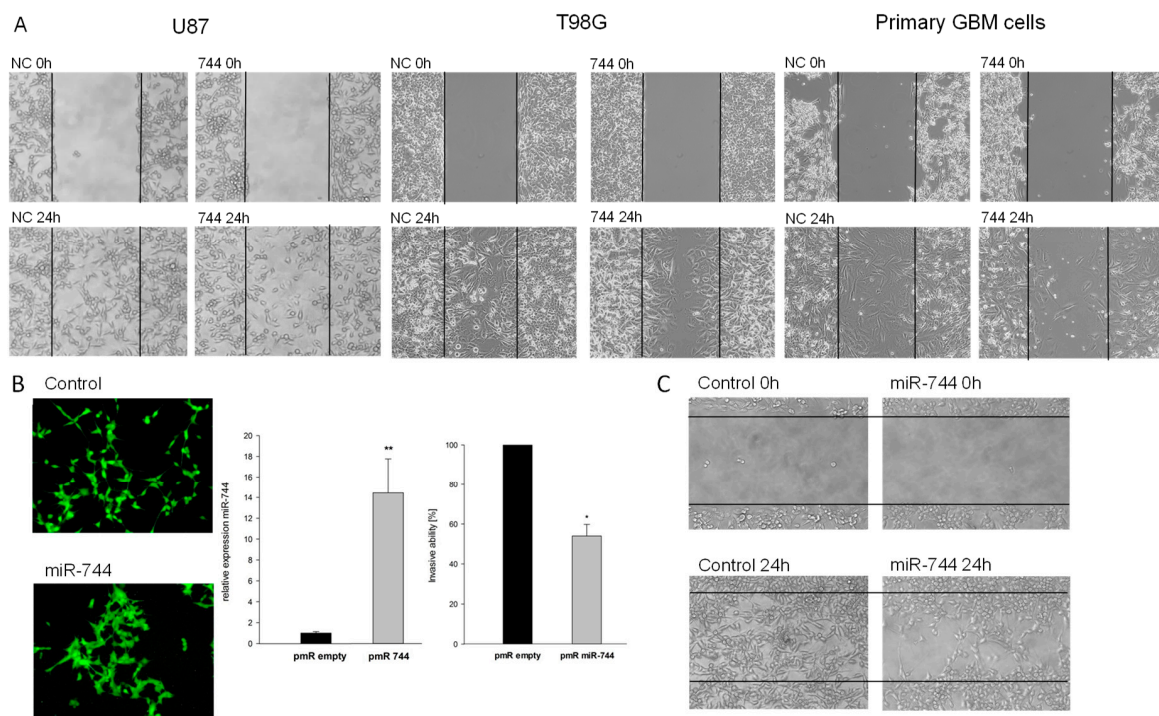 A
U87
T98G
Primary GBM cells
NC 0h
744 0h
NC 0h
744 0h
NC 0h
744 0h
NC 24h
744 24h
NC 24h
744 24h
NC 24h
744 24h
B
Control
miR-744
relative expression miR-744
20
18
16
14
12
10
8
6
4
2
0
**
pmR empty
pmR 744
Invasive ability [%]
100
80
60
40
20
0
*
pmR empty
pmR miR-744
C
Control 0h
miR-744 0h
Control 24h
miR-744 24h